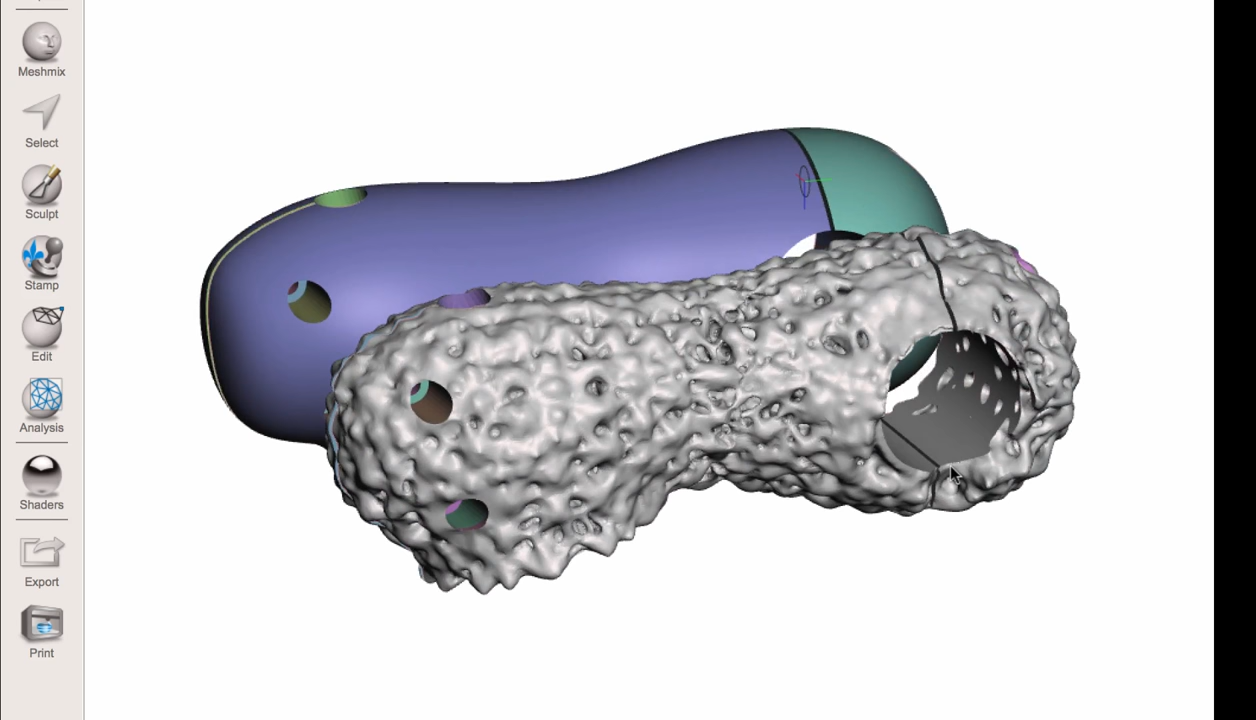 Meshmix
Select
Sculpt
Stamp
Edit
Analysis
Shaders
Export
Print